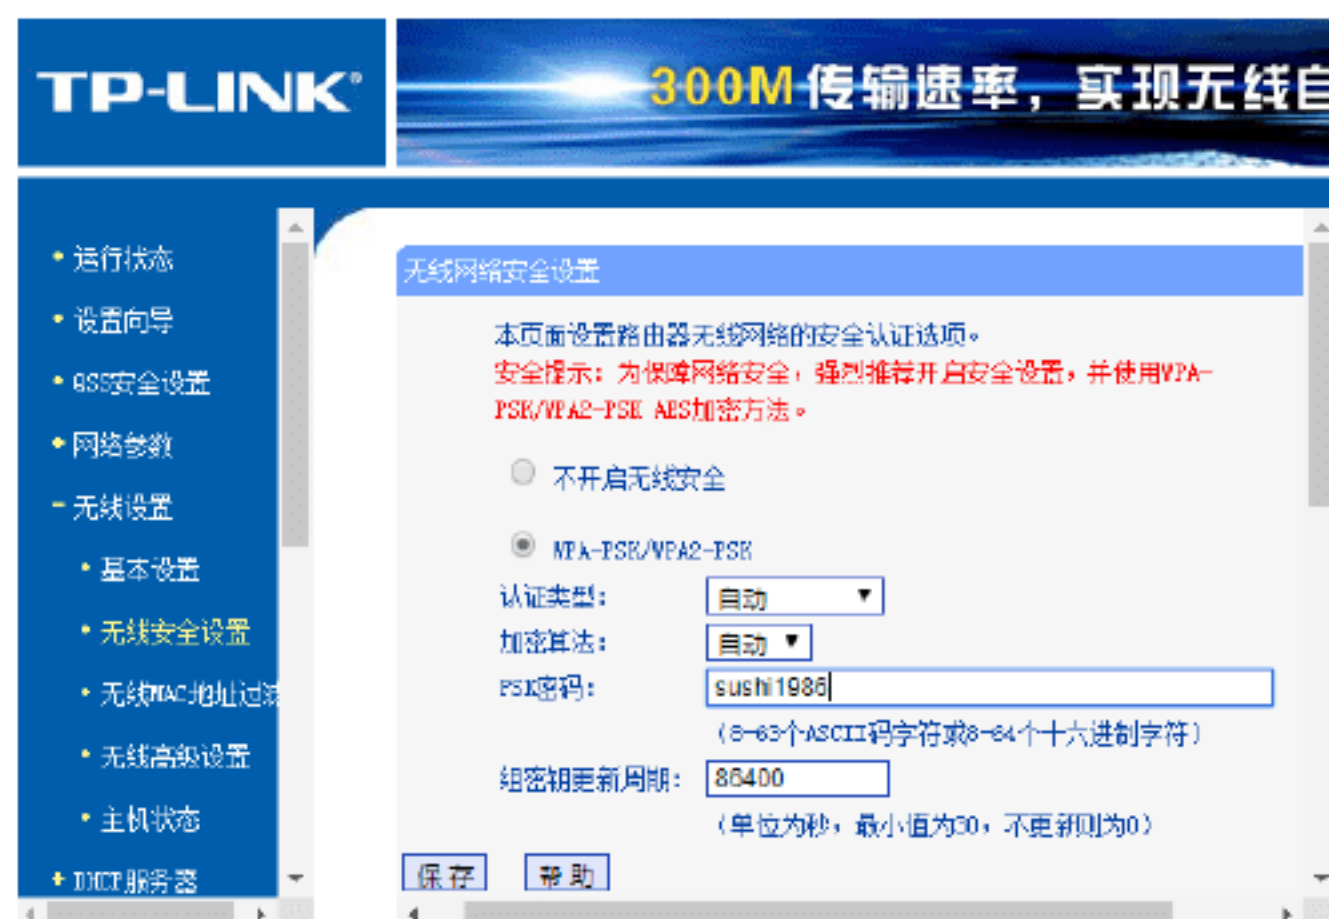 TP-LINK®
300M 传输速率，实现无线自
运行状态
设置向导
QSS安全设置
网络参数
无线设置
基本设置
无线安全设置
无线MAC地址过滤
无线高级设置
主机状态
DHCP服务器
无线网络安全设置
本页面设置路由器无线网络的安全认证选项。
安全提示：为保障网络安全，强烈推荐开启安全设置，并使用WPA-
PSK/WPA2-PSK AES加密方法。
不开启无线安全
WPA-PSK/WPA2-PSK
认证类型： 自动
加密算法： 自动
PSK密码： sushi1986
（8-63个ASCII码字符或8-64个十六进制字符）
组密钥更新周期： 86400
（单位为秒，最小值为30，不更新则为0）
保存 帮助